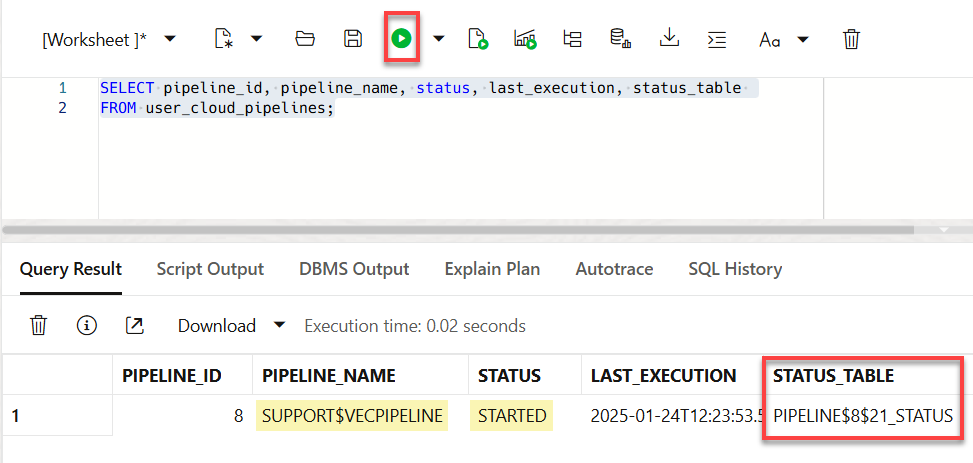 [Worksheet ]* Aa
1 SELECT pipeline_id, pipeline_name, status, last_execution, status_table
2 FROM user_cloud_pipelines;
Query Result Script Output DBMS Output Explain Plan Autotrace SQL History
Download Execution time: 0.02 seconds
PIPELINE_ID PIPELINE_NAME STATUS LAST_EXECUTION STATUS_TABLE
1 8 SUPPORT$VECPIPELINE STARTED 2025-01-24T12:23:53.5 PIPELINE$8$21_STATUS